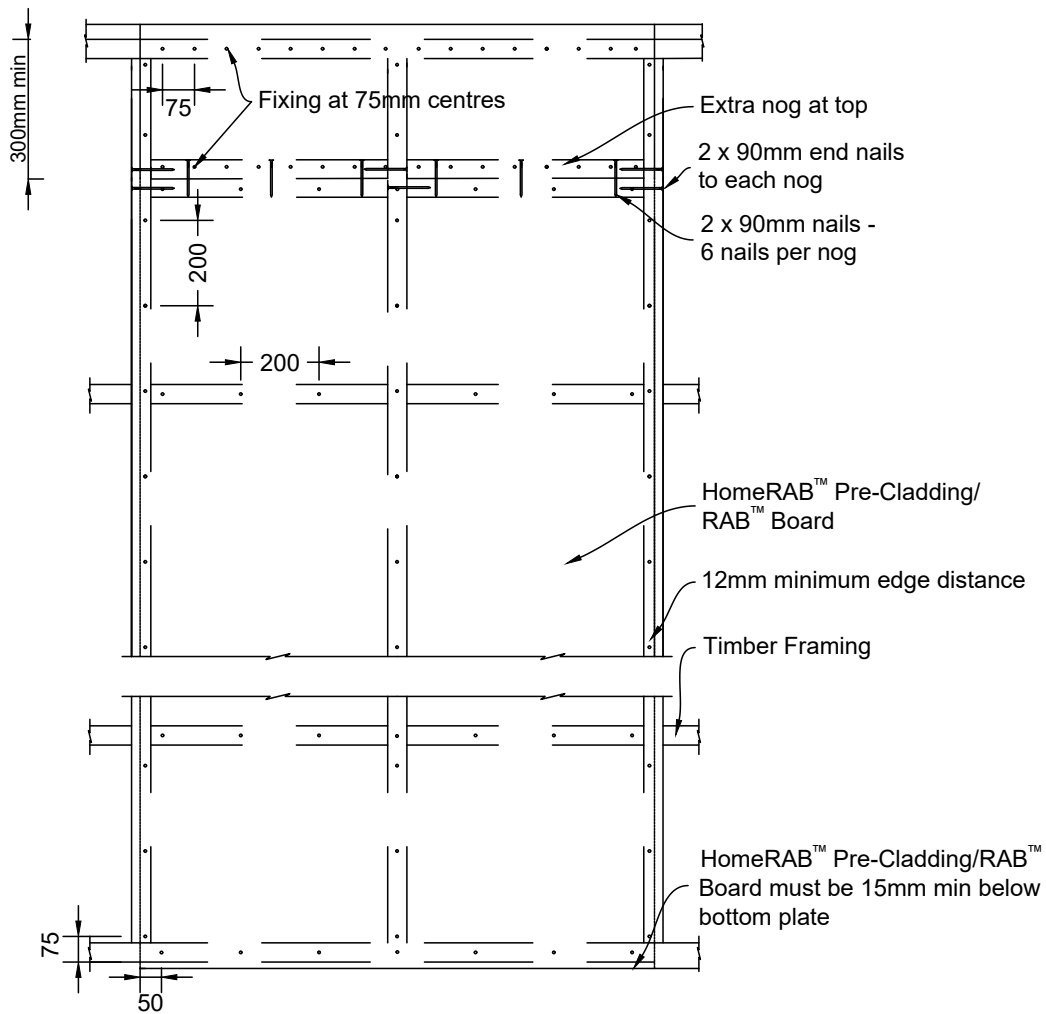 300mm min
75
Fixing at 75mm centres
Extra nog at top
2 x 90mm end nails
to each nog
2 x 90mm nails -
6 nails per nog
200
200
HomeRAB™ Pre-Cladding/
RAB™ Board
12mm minimum edge distance
Timber Framing
HomeRAB™ Pre-Cladding/RAB™
Board must be 15mm min below
bottom plate
75
50